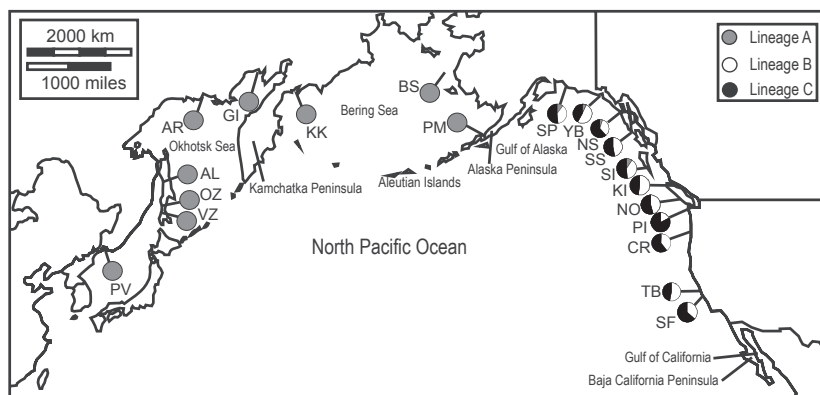 2000 km
1000 miles
Lineage A
Lineage B
Lineage C
BS
GI
AR
KK
Bering Sea
PM
SP
YB
NS
SS
SI
KI
NO
PI
CR
TB
SF
Okhotsk Sea
Gulf of Alaska
Alaska Peninsula
AL
Kamchatka Peninsula
Aleutian Islands
OZ
VZ
North Pacific Ocean
PV
Gulf of California
Baja California Peninsula